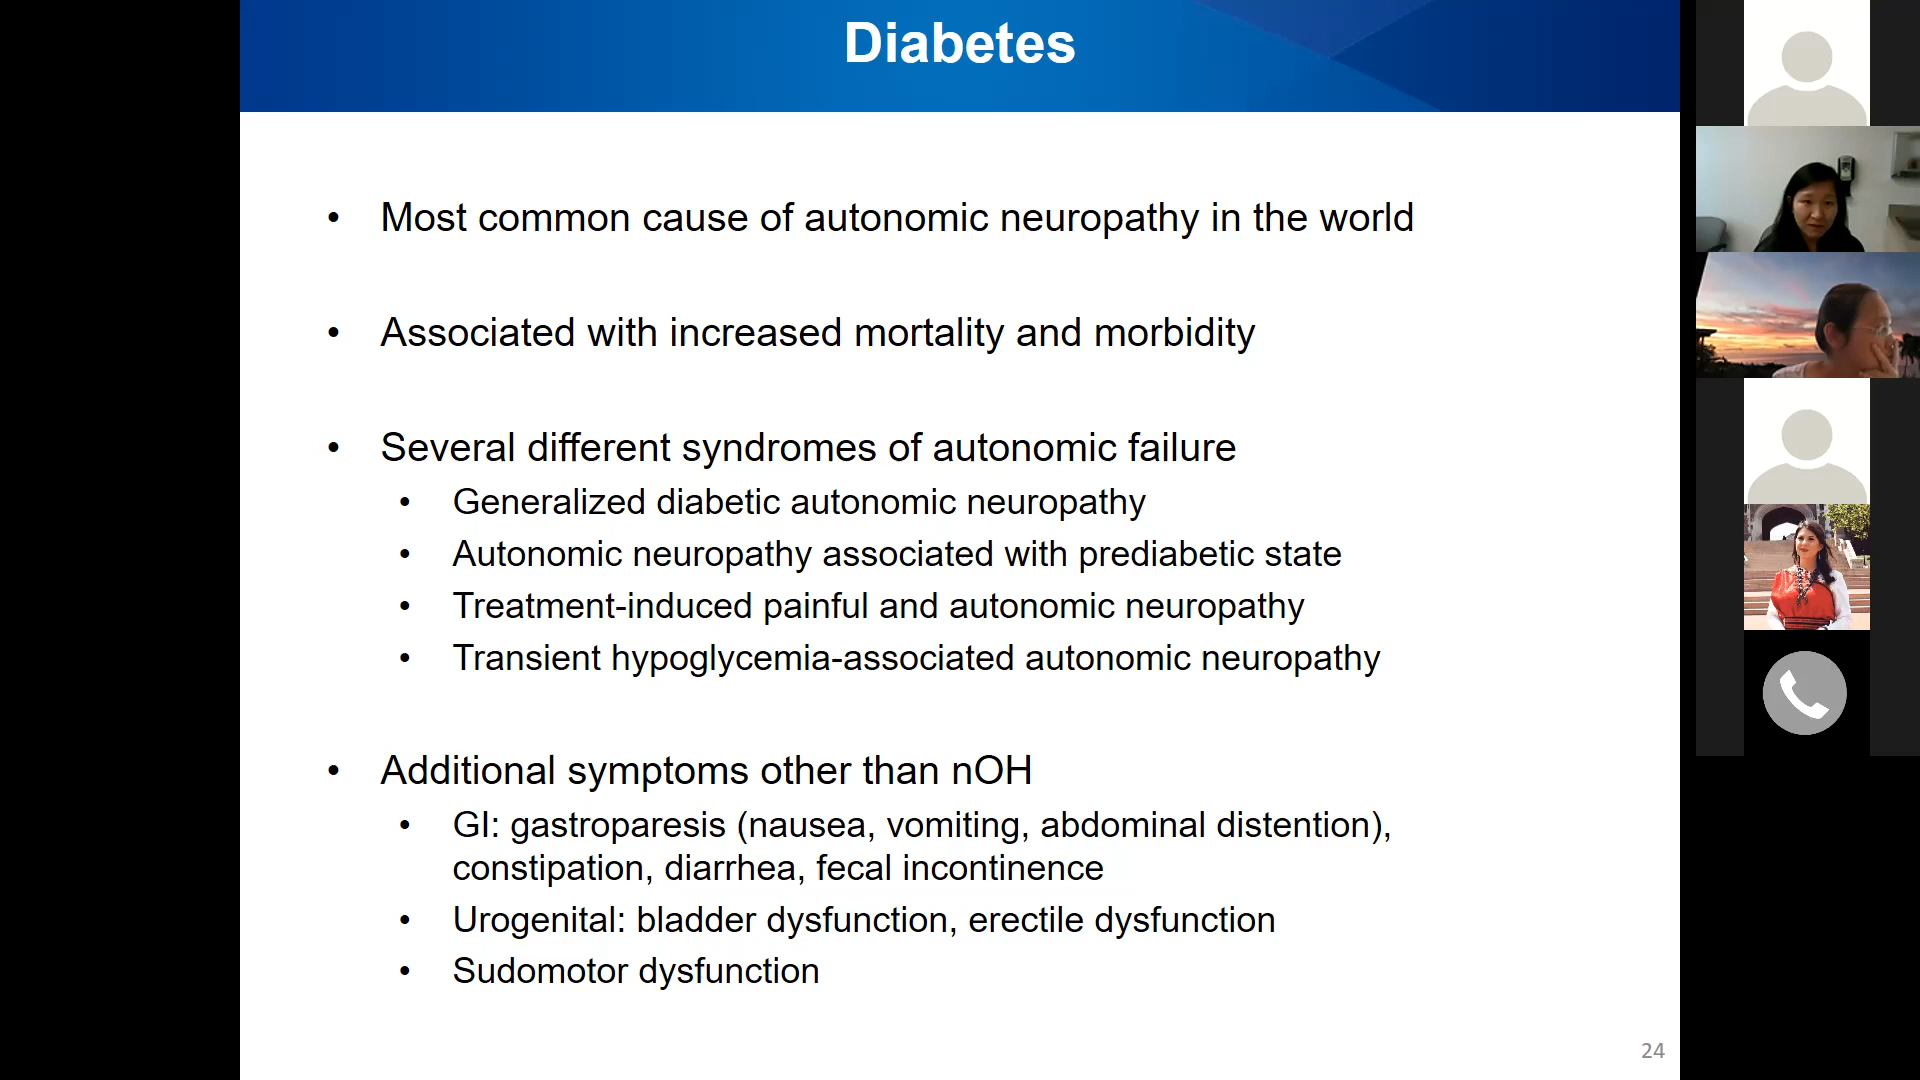 Diabetes
• Most common cause of autonomic neuropathy in the world
• Associated with increased mortality and morbidity
• Several different syndromes of autonomic failure
• Generalized diabetic autonomic neuropathy
• Autonomic neuropathy associated with prediabetic state
• Treatment-induced painful and autonomic neuropathy
• Transient hypoglycemia-associated autonomic neuropathy
• Additional symptoms other than nOH
• GI: gastroparesis (nausea, vomiting, abdominal distention),
constipation, diarrhea, fecal incontinence
• Urogenital: bladder dysfunction, erectile dysfunction
• Sudomotor dysfunction
24